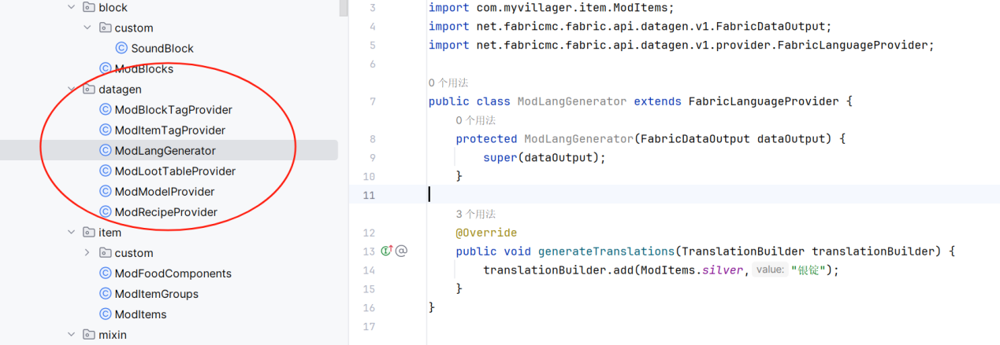 block
custom
SoundBlock
ModBlocks
datagen
ModBlockTagProvider
ModItemTagProvider
ModLangGenerator
ModLootTableProvider
ModModelProvider
ModRecipeProvider
item
custom
ModFoodComponents
ModItemGroups
ModItems
mixin
3 import com.myvillager.item.ModItems;
4 import net.fabricmc.fabric.api.datagen.v1.FabricDataOutput;
5 import net.fabricmc.fabric.api.datagen.v1.provider.FabricLanguageProvider;
6
0 个用法
7 public class ModLangGenerator extends FabricLanguageProvider {
0 个用法
8 protected ModLangGenerator(FabricDataOutput dataOutput) {
9 super(dataOutput);
10 }
11
3 个用法
12 @Override
13 public void generateTranslations(TranslationBuilder translationBuilder) {
14 translationBuilder.add(ModItems.silver, value: "银锭");
15 }
16 }
17